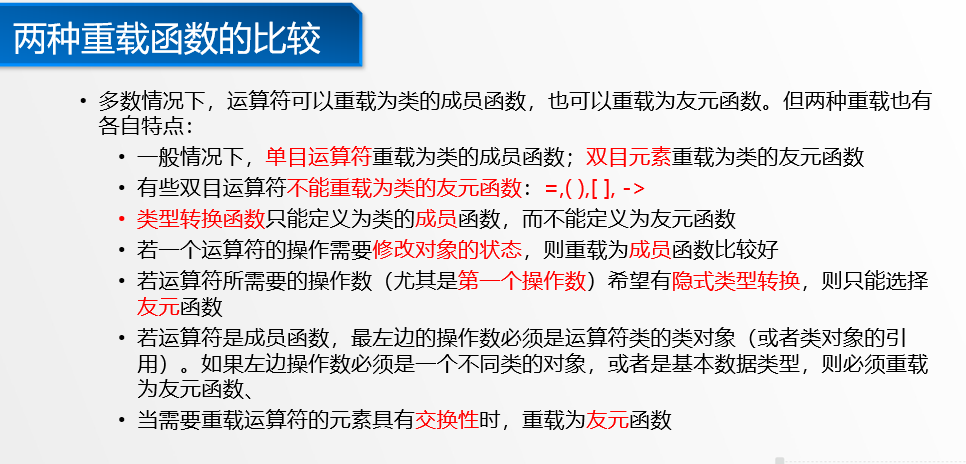 两种重载函数的比较
• 多数情况下，运算符可以重载为类的成员函数，也可以重载为友元函数。但两种重载也有
各自特点：
• 一般情况下，单目运算符重载为类的成员函数；双目元素重载为类的友元函数
• 有些双目运算符不能重载为类的友元函数：=,( ),[ ], ->
• 类型转换函数只能定义为类的成员函数，而不能定义为友元函数
• 若一个运算符的操作需要修改对象的状态，则重载为成员函数比较好
• 若运算符所需要的操作数（尤其是第一个操作数）希望有隐式类型转换，则只能选择
友元函数
• 若运算符是成员函数，最左边的操作数必须是运算符类的类对象（或者类对象的引
用）。如果左边操作数必须是一个不同类的对象，或者是基本数据类型，则必须重载
为友元函数、
• 当需要重载运算符的元素具有交换性时，重载为友元函数